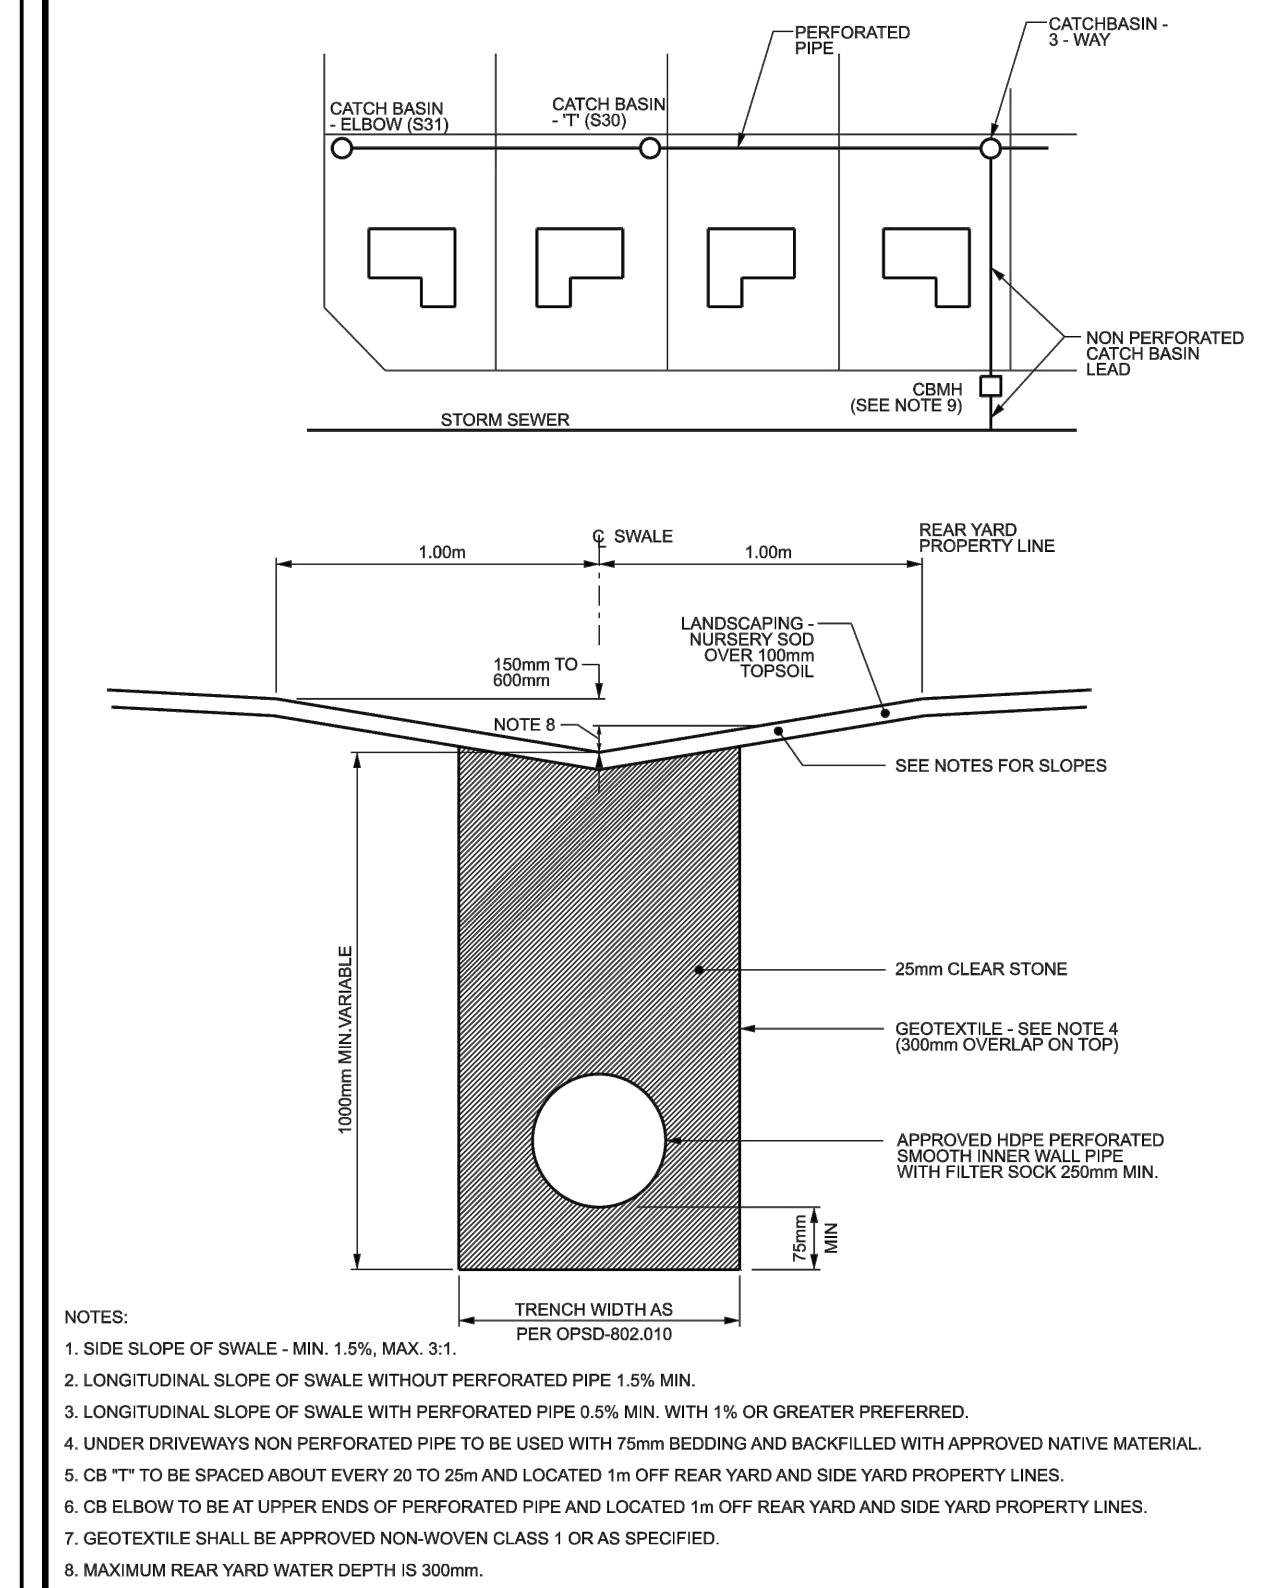 PERFORATED
PIPE
CATCHBASIN -
3 - WAY
CATCH BASIN
- ELBOW (S31)
CATCH BASIN
- 'T' (S30)
NON PERFORATED
CATCH BASIN
LEAD
CBMH
(SEE NOTE 9)
STORM SEWER
℄ SWALE
REAR YARD
PROPERTY LINE
1.00m
1.00m
LANDSCAPING -
NURSERY SOD
OVER 100mm
TOPSOIL
150mm TO
600mm
NOTE 8
SEE NOTES FOR SLOPES
1000mm MIN.VARIABLE
25mm CLEAR STONE
GEOTEXTILE - SEE NOTE 4
(300mm OVERLAP ON TOP)
APPROVED HDPE PERFORATED
SMOOTH INNER WALL PIPE
WITH FILTER SOCK 250mm MIN.
75mm
MIN
TRENCH WIDTH AS
PER OPSD-802.010
NOTES:
1. SIDE SLOPE OF SWALE - MIN. 1.5%, MAX. 3:1.
2. LONGITUDINAL SLOPE OF SWALE WITHOUT PERFORATED PIPE 1.5% MIN.
3. LONGITUDINAL SLOPE OF SWALE WITH PERFORATED PIPE 0.5% MIN. WITH 1% OR GREATER PREFERRED.
4. UNDER DRIVEWAYS NON PERFORATED PIPE TO BE USED WITH 75mm BEDDING AND BACKFILLED WITH APPROVED NATIVE MATERIAL.
5. CB "T" TO BE SPACED ABOUT EVERY 20 TO 25m AND LOCATED 1m OFF REAR YARD AND SIDE YARD PROPERTY LINES.
6. CB ELBOW TO BE AT UPPER ENDS OF PERFORATED PIPE AND LOCATED 1m OFF REAR YARD AND SIDE YARD PROPERTY LINES.
7. GEOTEXTILE SHALL BE APPROVED NON-WOVEN CLASS 1 OR AS SPECIFIED.
8. MAXIMUM REAR YARD WATER DEPTH IS 300mm.